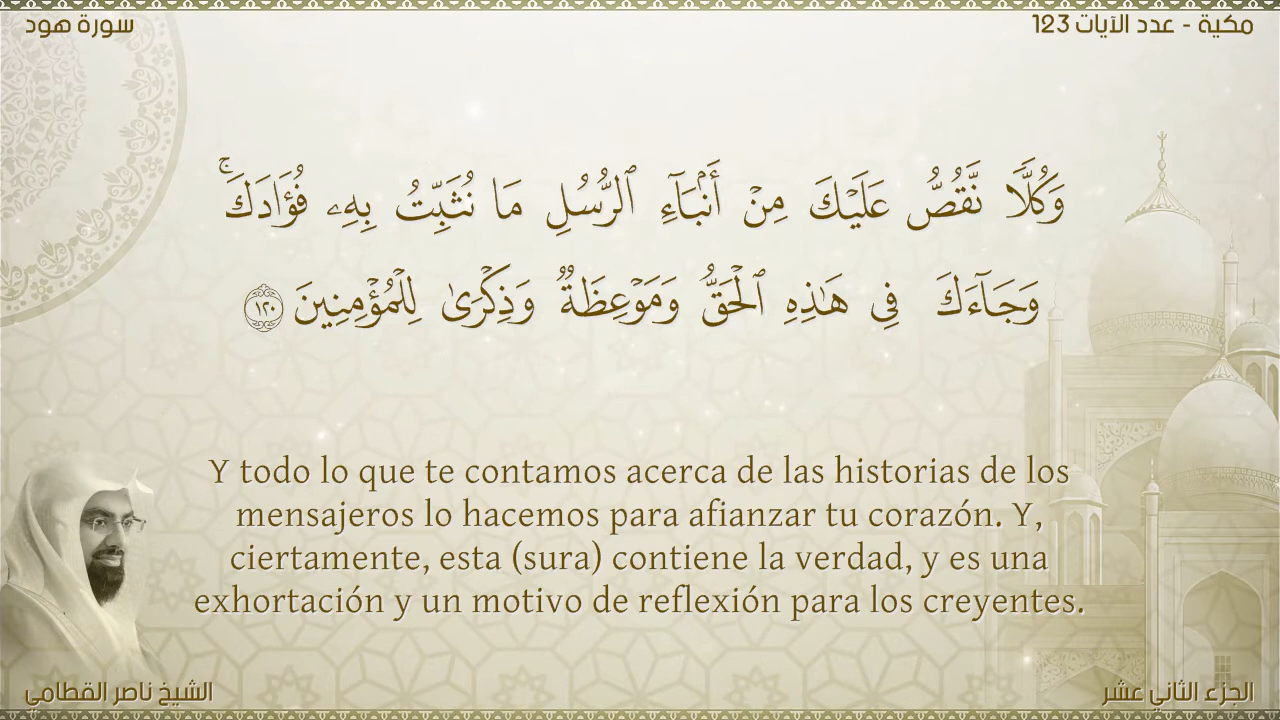 مكية - عدد الآيات 123
سورة هود
وَكُلًّا نَّقُصُّ عَلَيْكَ مِنْ أَنۢبَآءِ ٱلرُّسُلِ مَا نُثَبِّتُ بِهِۦ فُؤَادَكَ ۚ
وَجَآءَكَ فِى هَـٰذِهِ ٱلْحَقُّ وَمَوْعِظَةٌ وَذِكْرَىٰ لِلْمُؤْمِنِينَ ١٢٠
Y todo lo que te contamos acerca de las historias de los
mensajeros lo hacemos para afianzar tu corazón. Y,
ciertamente, esta (sura) contiene la verdad, y es una
exhortación y un motivo de reflexión para los creyentes.
الجزء الثاني عشر
الشيخ ناصر القطامي